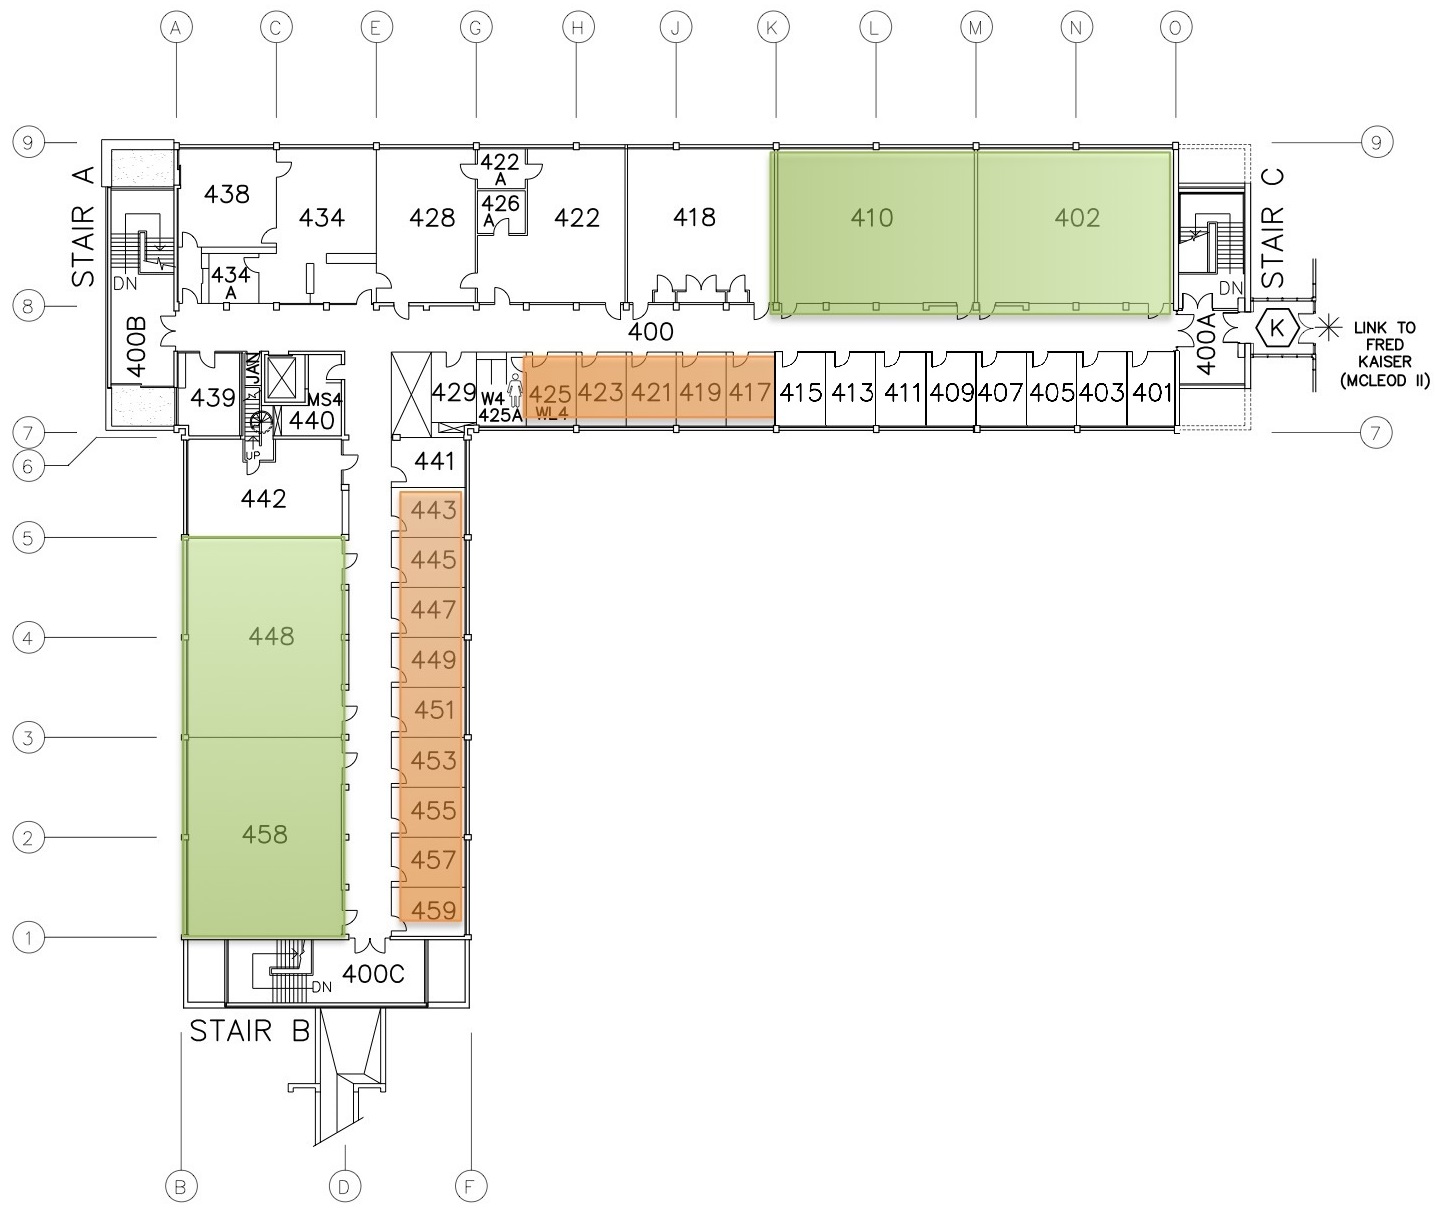 A C E G H J K L M N O
9
9
STAIR A
STAIR C
422
A
438
426
A
434
428
422
418
410
402
434
A
DN
DN
8
400
400B
400A
K
LINK TO
FRED
KAISER
(MCLEOD II)
439
JAN
MS4
440
429
W4
425A
425
WL4
423
421
419
417
415
413
411
409
407
405
403
401
7
7
6
UP
441
442
443
5
445
447
448
4
449
451
3
453
455
458
2
457
459
1
400C
DN
STAIR B
B D F